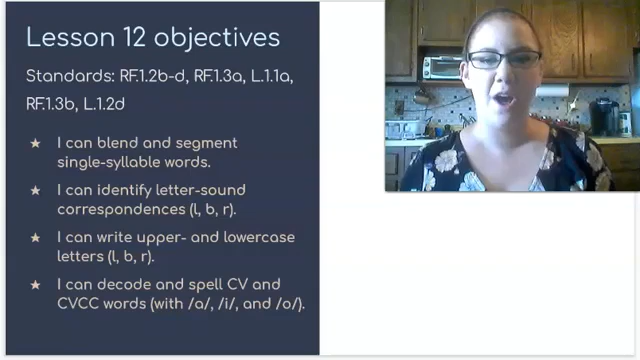 Lesson 12 objectives
Standards: RF.1.2b-d, RF.1.3a, L.1.1a,
RF.1.3b, L.1.2d
★ I can blend and segment
single-syllable words.
★ I can identify letter-sound
correspondences (l, b, r).
★ I can write upper- and lowercase
letters (l, b, r).
★ I can decode and spell CV and
CVCC words (with /a/, /i/, and /o/).